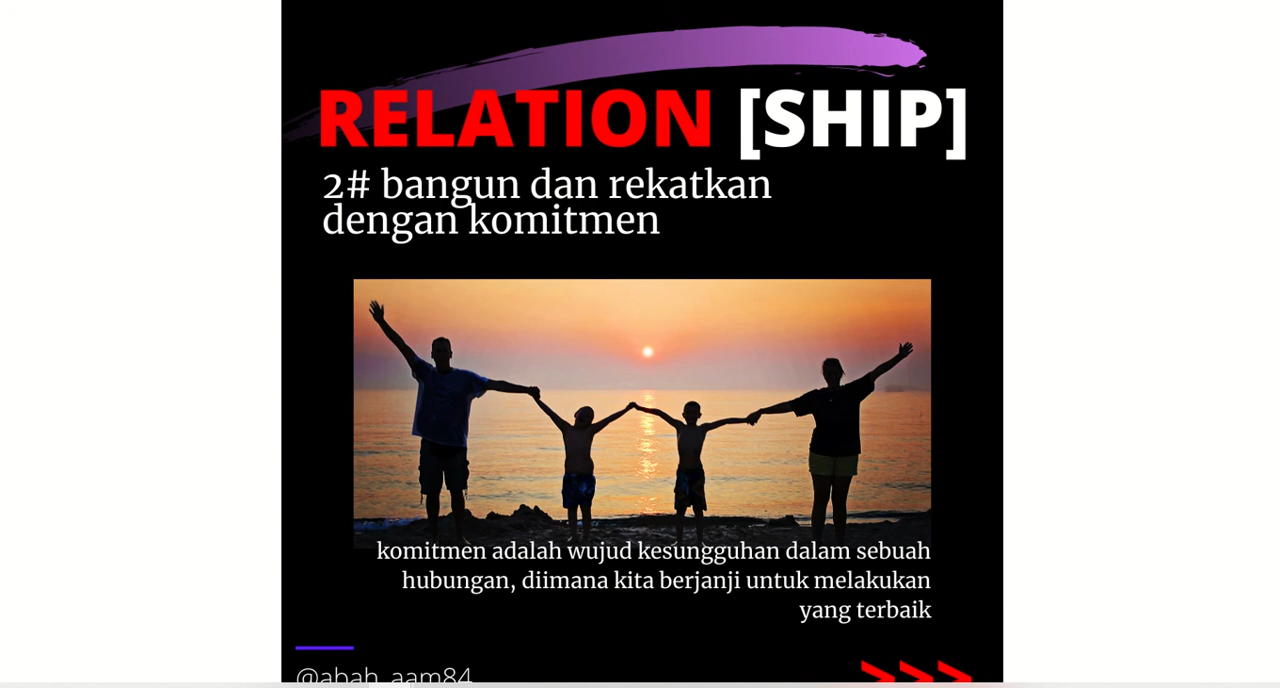 RELATION [SHIP]
2# bangun dan rekatkan
dengan komitmen
komitmen adalah wujud kesungguhan dalam sebuah
hubungan, diimana kita berjanji untuk melakukan
yang terbaik
@abah_aam84
>>>